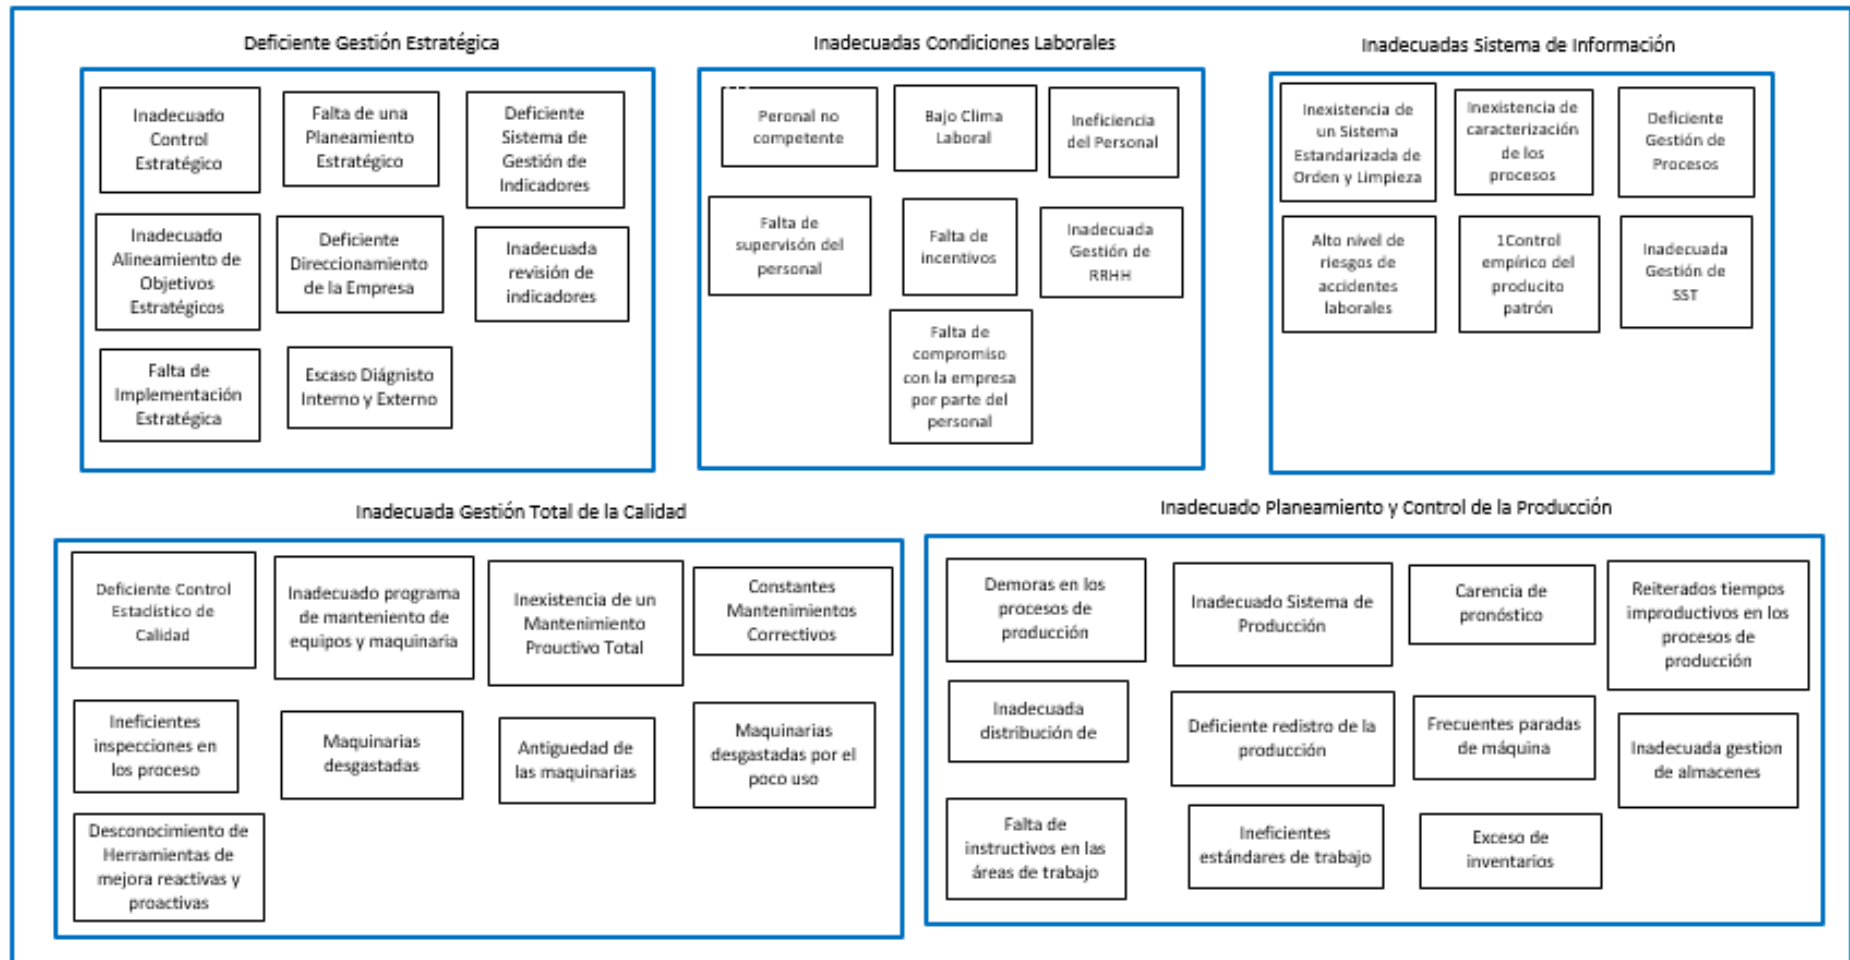 Deficiente Gestión Estratégica
Inadecuado
Control
Estratégico
Falta de una
Planeamiento
Estratégico
Deficiente
Sistema de
Gestión de
Indicadores
Inadecuado
Alineamiento de
Objetivos
Estratégicos
Deficiente
Direccionamiento
de la Empresa
Inadecuada
revisión de
indicadores
Falta de
Implementación
Estratégica
Escaso Diágnisto
Interno y Externo
Inadecuadas Condiciones Laborales
Peronal no
competente
Bajo Clima
Laboral
Ineficiencia
del Personal
Falta de
supervisón del
personal
Falta de
incentivos
Inadecuada
Gestión de
RRHH
Falta de
compromiso
con la empresa
por parte del
personal
Inadecuadas Sistema de Información
Inexistencia de
un Sistema
Estandarizada de
Orden y Limpieza
Inexistencia de
caracterización
de los
procesos
Deficiente
Gestión de
Procesos
Alto nivel de
riesgos de
accidentes
laborales
1Control
empírico del
producito
patrón
Inadecuada
Gestión de
SST
Inadecuada Gestión Total de la Calidad
Deficiente Control
Estadístico de
Calidad
Inadecuado programa
de manteniento de
equipos y maquinaria
Inexistencia de un
Mantenimiento
Prouctivo Total
Constantes
Mantenimientos
Correctivos
Ineficientes
inspecciones en
los proceso
Maquinarias
desgastadas
Antiguedad de
las maquinarias
Maquinarias
desgastadas por el
poco uso
Desconocimiento de
Herramientas de
mejora reactivas y
proactivas
Inadecuado Planeamiento y Control de la Producción
Demoras en los
procesos de
producción
Inadecuado Sistema de
Producción
Carencia de
pronóstico
Reiterados tiempos
improductivos en los
procesos de
producción
Inadecuada
distribución de
Deficiente redistro de la
producción
Frecuentes paradas
de máquina
Inadecuada gestion
de almacenes
Falta de
instructivos en las
áreas de trabajo
Ineficientes
estándares de trabajo
Exceso de
inventarios